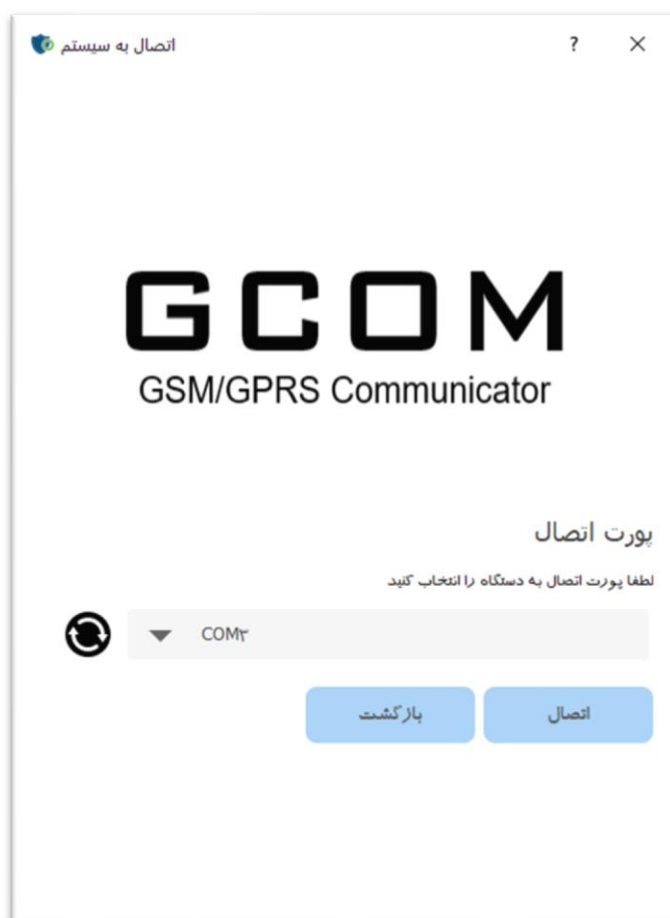 اتصال به سیستم
?
×
GCOM
GSM/GPRS Communicator
پورت اتصال
لطفا پورت اتصال به دستگاه را انتخاب کنید
COM۳
اتصال
بازگشت